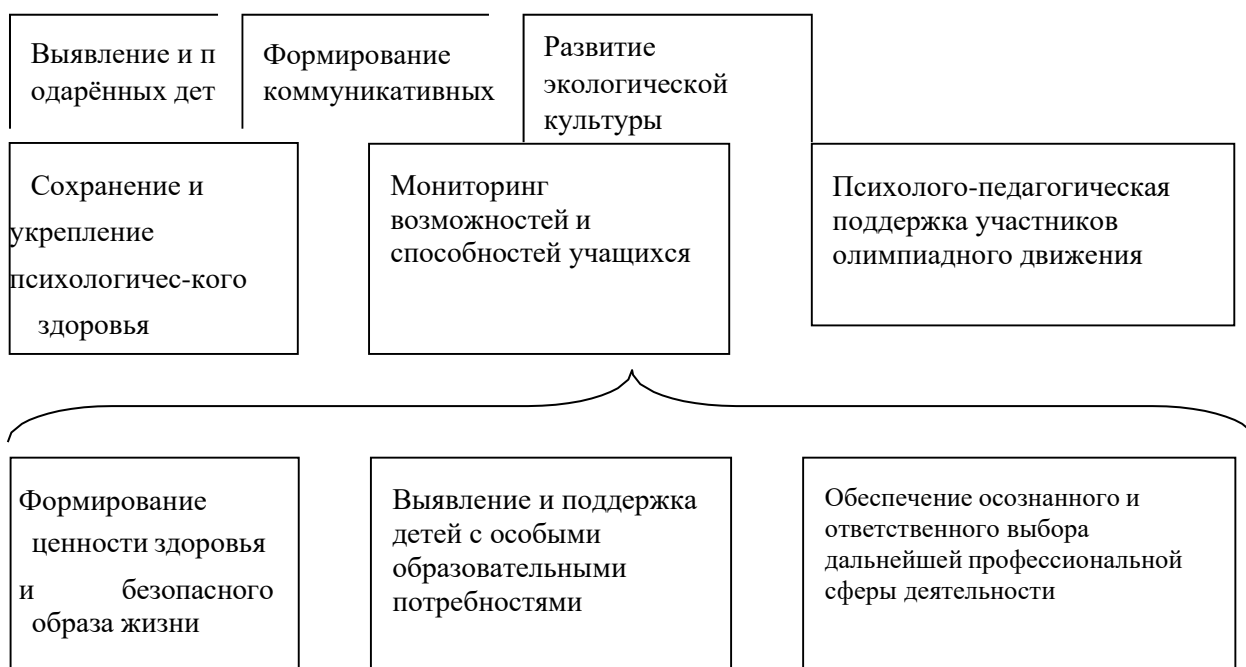 Выявление и п
одарённых дет
Формирование
коммуникативных
Развитие
экологической
культуры
Сохранение и
укрепление
психологичес-кого
здоровья
Мониторинг
возможностей и
способностей учащихся
Психолого-педагогическая
поддержка участников
олимпиадного движения
Формирование
ценности здоровья
и безопасного
образа жизни
Выявление и поддержка
детей с особыми
образовательными
потребностями
Обеспечение осознанного и
ответственного выбора
дальнейшей профессиональной
сферы деятельности